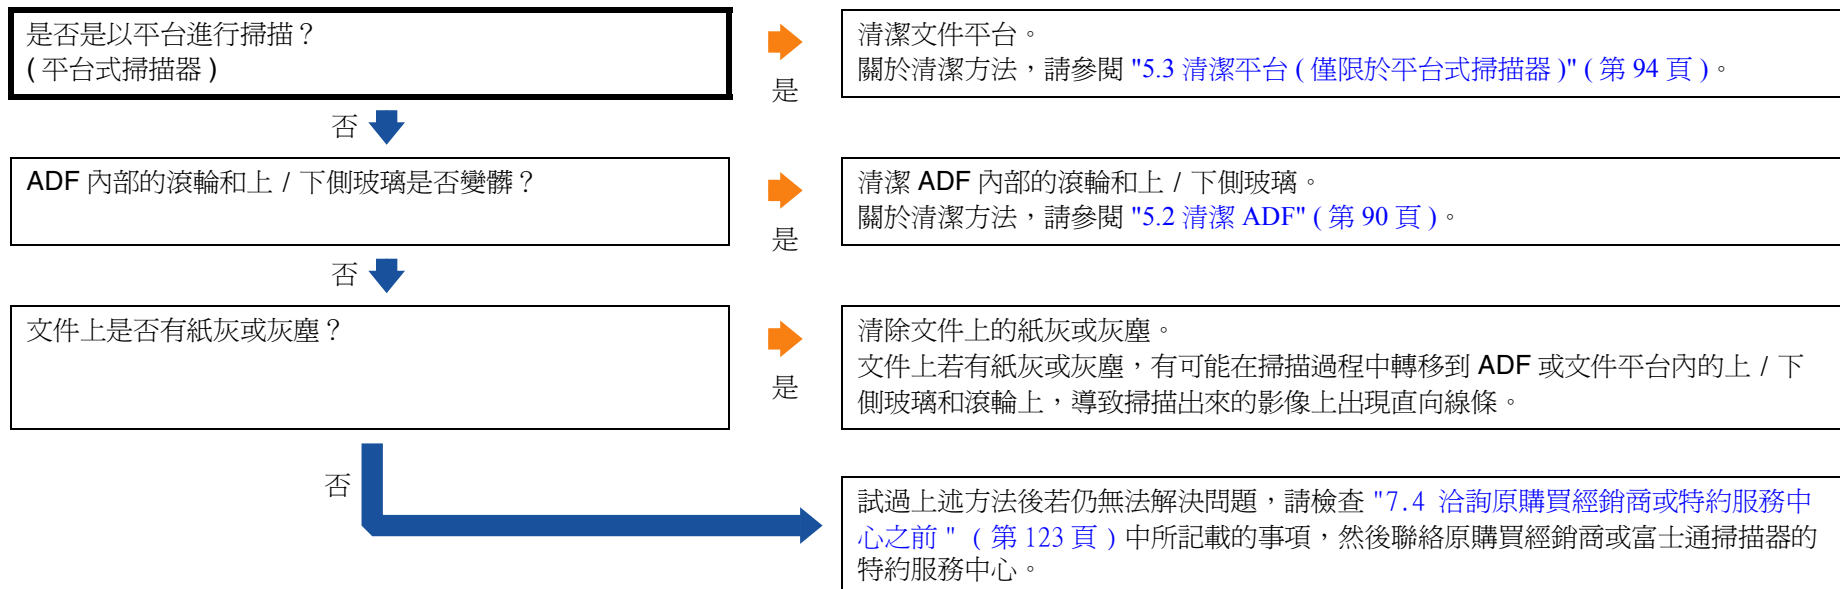 是否是以平台進行掃描？
( 平台式掃描器 )
是
清潔文件平台。
關於清潔方法，請參閱 "5.3 清潔平台 ( 僅限於平台式掃描器 )" ( 第 94 頁 )。
否
ADF 內部的滾輪和上 / 下側玻璃是否變髒？
是
清潔 ADF 內部的滾輪和上 / 下側玻璃。
關於清潔方法，請參閱 "5.2 清潔 ADF" ( 第 90 頁 )。
否
文件上是否有紙灰或灰塵？
是
清除文件上的紙灰或灰塵。
文件上若有紙灰或灰塵，有可能在掃描過程中轉移到 ADF 或文件平台內的上 / 下
側玻璃和滾輪上，導致掃描出來的影像上出現直向線條。
否
試過上述方法後若仍無法解決問題，請檢查 "7.4 洽詢原購買經銷商或特約服務中
心之前 " ( 第 123 頁 ) 中所記載的事項，然後聯絡原購買經銷商或富士通掃描器的
特約服務中心。